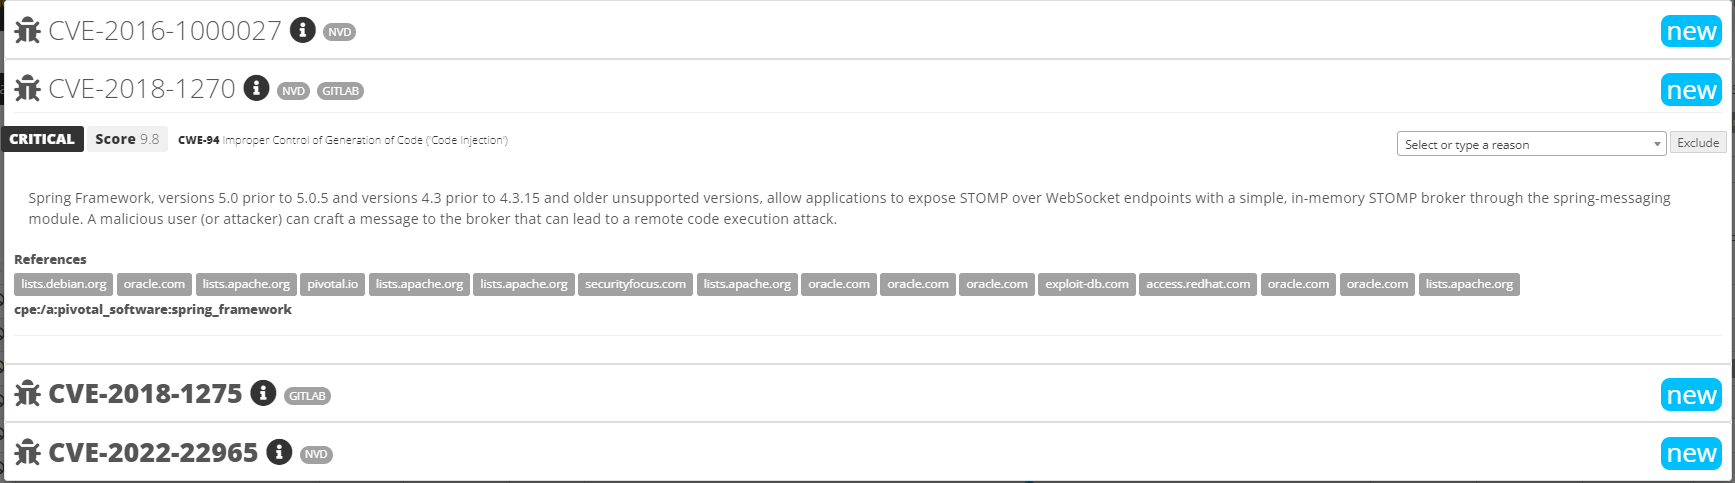 CVE-2016-1000027 NVD new
CVE-2018-1270 NVD GITLAB new
CRITICAL Score 9.8 CWE-94 Improper Control of Generation of Code ('Code Injection') Select or type a reason Exclude
Spring Framework, versions 5.0 prior to 5.0.5 and versions 4.3 prior to 4.3.15 and older unsupported versions, allow applications to expose STOMP over WebSocket endpoints with a simple, in-memory STOMP broker through the spring-messaging
module. A malicious user (or attacker) can craft a message to the broker that can lead to a remote code execution attack.
References
lists.debian.org oracle.com lists.apache.org pivotal.io lists.apache.org lists.apache.org securityfocus.com lists.apache.org oracle.com oracle.com oracle.com exploit-db.com access.redhat.com oracle.com oracle.com lists.apache.org
cpe:/a:pivotal_software:spring_framework
CVE-2018-1275 GITLAB new
CVE-2022-22965 NVD new